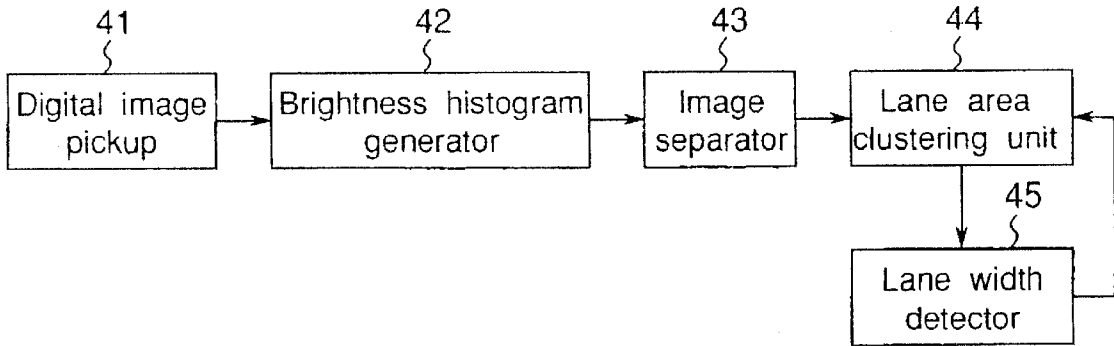 41
42
43
44
Digital image
pickup
Brightness histogram
generator
Image
separator
Lane area
clustering unit
45
Lane width
detector